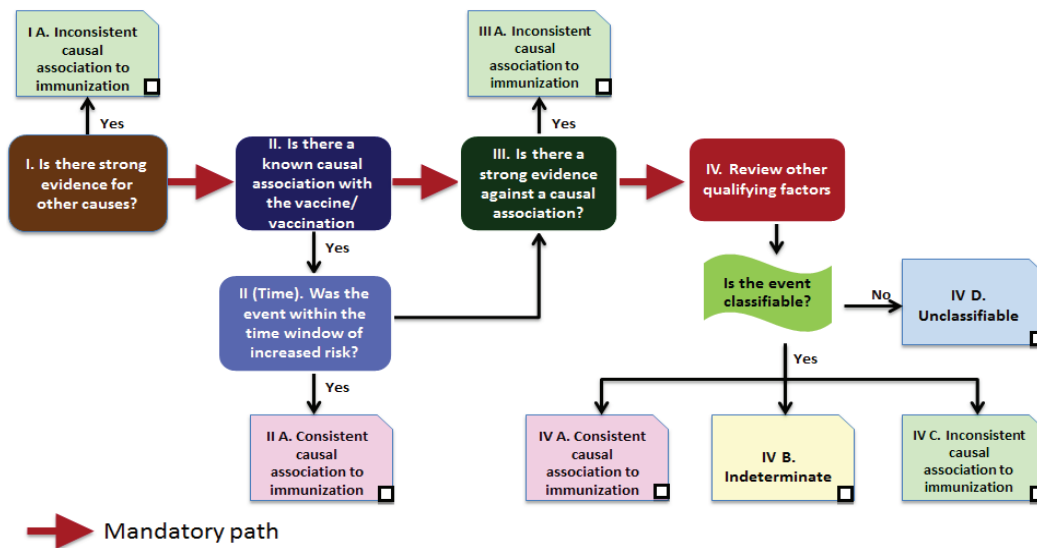 I A. Inconsistent
causal
association to
immunization
III A. Inconsistent
causal
association to
immunization
Yes
Yes
I. Is there strong
evidence for
other causes?
II. Is there a
known causal
association with
the vaccine/
vaccination
III. Is there a
strong evidence
against a causal
association?
IV. Review other
qualifying factors
Yes
II (Time). Was the
event within the
time window of
increased risk?
Is the event
classifiable?
No
IV D.
Unclassifiable
Yes
Yes
II A. Consistent
causal
association to
immunization
IV A. Consistent
causal
association to
immunization
IV B.
Indeterminate
IV C. Inconsistent
causal
association to
immunization
Mandatory path